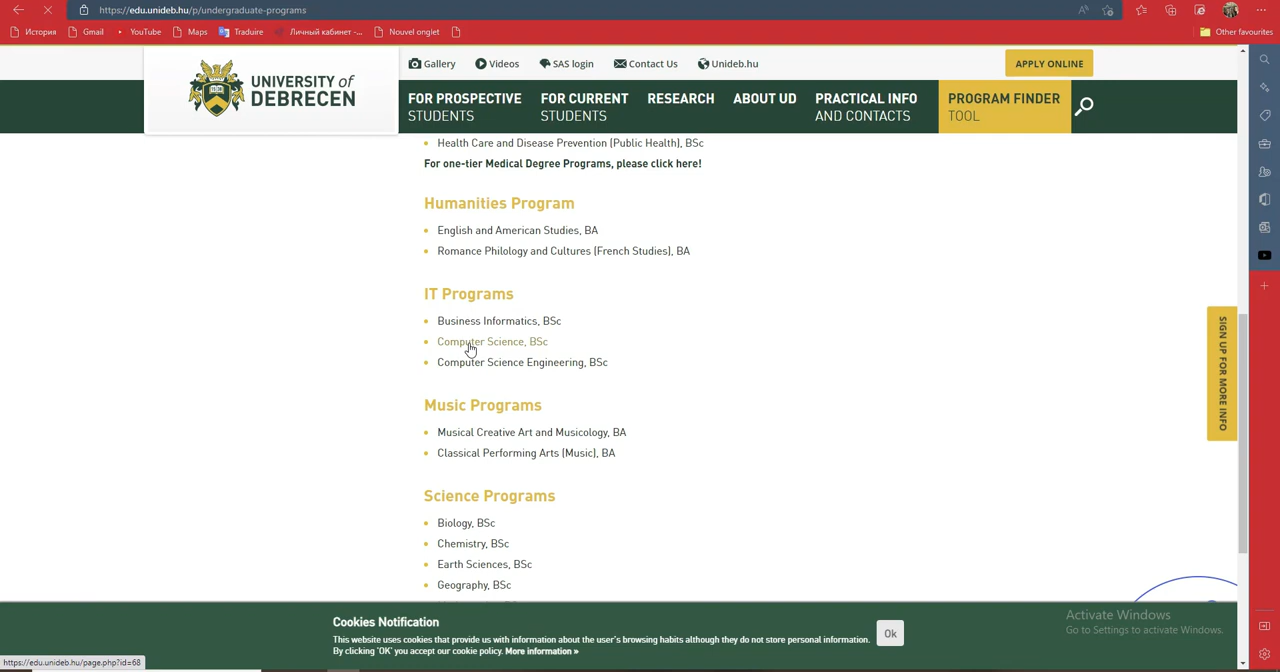 https://edu.unideb.hu/p/undergraduate-programs
История
Gmail
YouTube
Maps
Traduire
Личный кабинет -...
Nouvel onglet
Other favourites
UNIVERSITY of
DEBRECEN
Gallery
Videos
SAS login
Contact Us
Unideb.hu
APPLY ONLINE
FOR PROSPECTIVE
STUDENTS
FOR CURRENT
STUDENTS
RESEARCH
ABOUT UD
PRACTICAL INFO
AND CONTACTS
PROGRAM FINDER
TOOL
Health Care and Disease Prevention (Public Health), BSc
For one-tier Medical Degree Programs, please click here!
Humanities Program
English and American Studies, BA
Romance Philology and Cultures (French Studies), BA
IT Programs
Business Informatics, BSc
Computer Science, BSc
Computer Science Engineering, BSc
Music Programs
Musical Creative Art and Musicology, BA
Classical Performing Arts (Music), BA
Science Programs
Biology, BSc
Chemistry, BSc
Earth Sciences, BSc
Geography, BSc
SIGN UP FOR MORE INFO
Cookies Notification
This website uses cookies that provide us with information about the user's browsing habits although they do not store personal information.
By clicking 'OK' you accept our cookie policy. More information »
Ok
Activate Windows
Go to Settings to activate Windows.
https://edu.unideb.hu/page.php?id=68